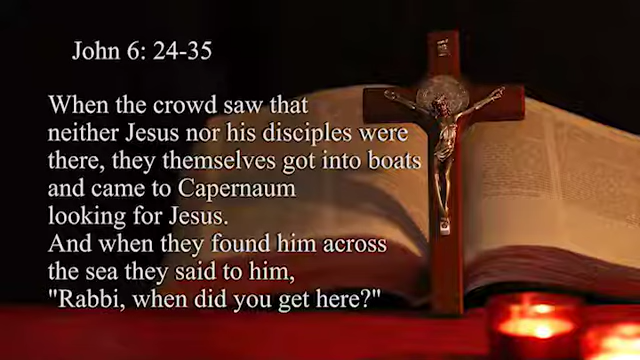 John 6: 24-35
When the crowd saw that
neither Jesus nor his disciples were
there, they themselves got into boats
and came to Capernaum
looking for Jesus.
And when they found him across
the sea they said to him,
"Rabbi, when did you get here?"